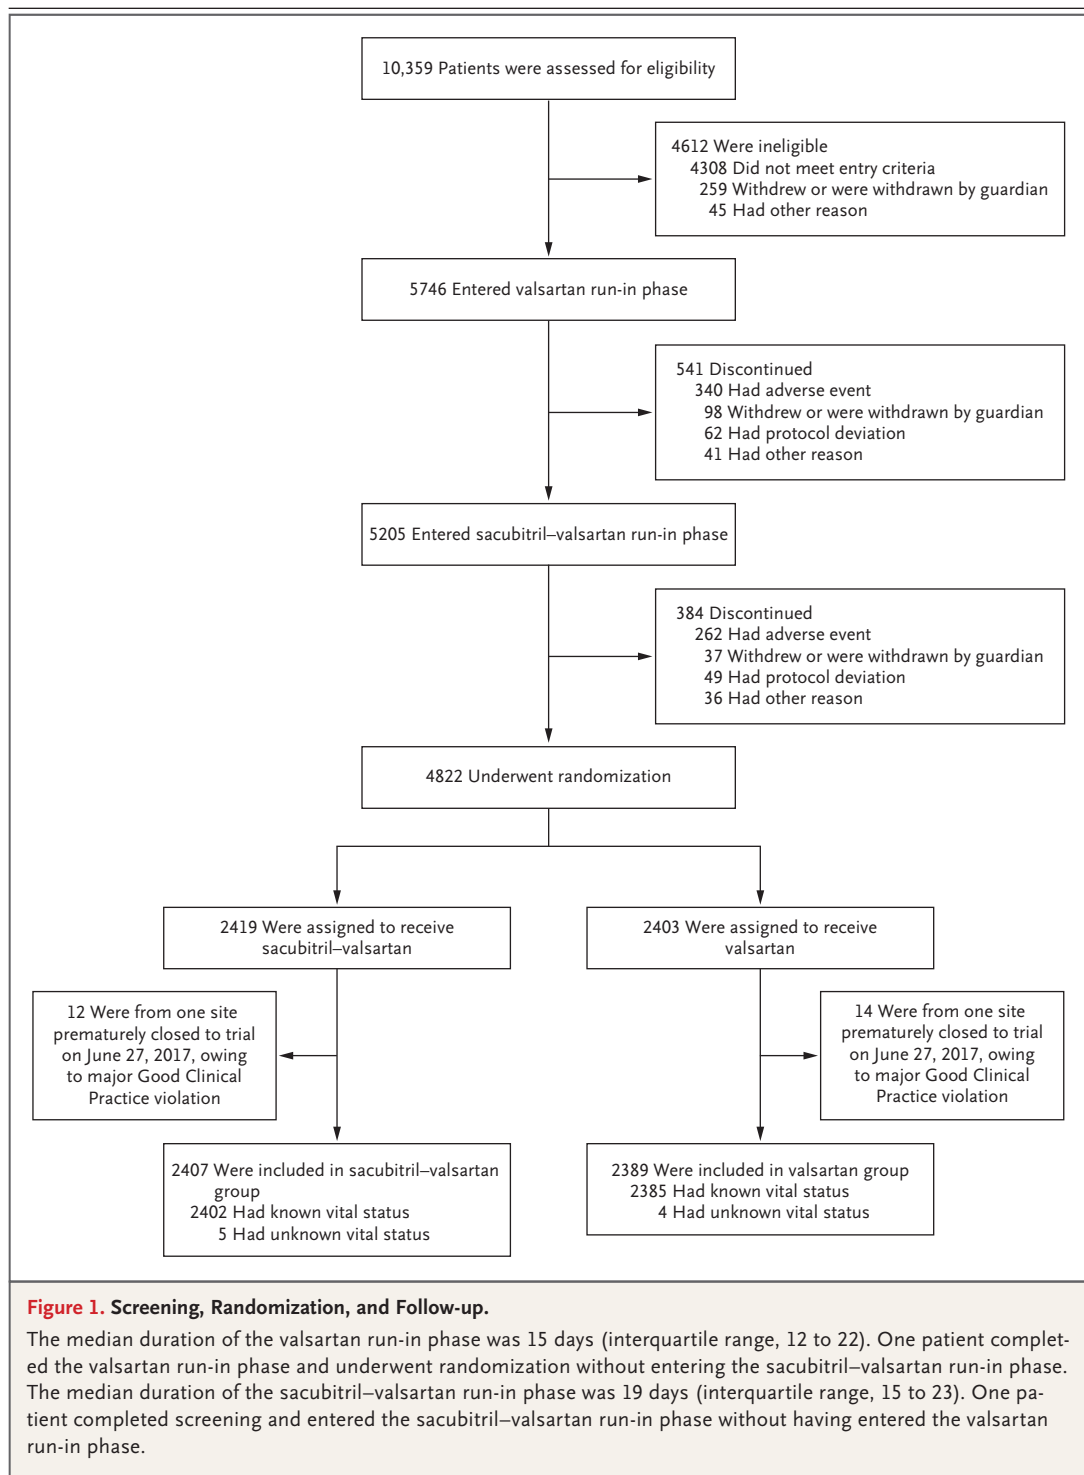 10,359 Patients were assessed for eligibility
4612 Were ineligible
4308 Did not meet entry criteria
259 Withdrew or were withdrawn by guardian
45 Had other reason
5746 Entered valsartan run-in phase
541 Discontinued
340 Had adverse event
98 Withdrew or were withdrawn by guardian
62 Had protocol deviation
41 Had other reason
5205 Entered sacubitril–valsartan run-in phase
384 Discontinued
262 Had adverse event
37 Withdrew or were withdrawn by guardian
49 Had protocol deviation
36 Had other reason
4822 Underwent randomization
2419 Were assigned to receive
sacubitril–valsartan
2403 Were assigned to receive
valsartan
12 Were from one site
prematurely closed to trial
on June 27, 2017, owing
to major Good Clinical
Practice violation
14 Were from one site
prematurely closed to trial
on June 27, 2017, owing
to major Good Clinical
Practice violation
2407 Were included in sacubitril–valsartan
group
2402 Had known vital status
5 Had unknown vital status
2389 Were included in valsartan group
2385 Had known vital status
4 Had unknown vital status
Figure 1. Screening, Randomization, and Follow-up.
The median duration of the valsartan run-in phase was 15 days (interquartile range, 12 to 22). One patient complet-
ed the valsartan run-in phase and underwent randomization without entering the sacubitril–valsartan run-in phase.
The median duration of the sacubitril–valsartan run-in phase was 19 days (interquartile range, 15 to 23). One pa-
tient completed screening and entered the sacubitril–valsartan run-in phase without having entered the valsartan
run-in phase.